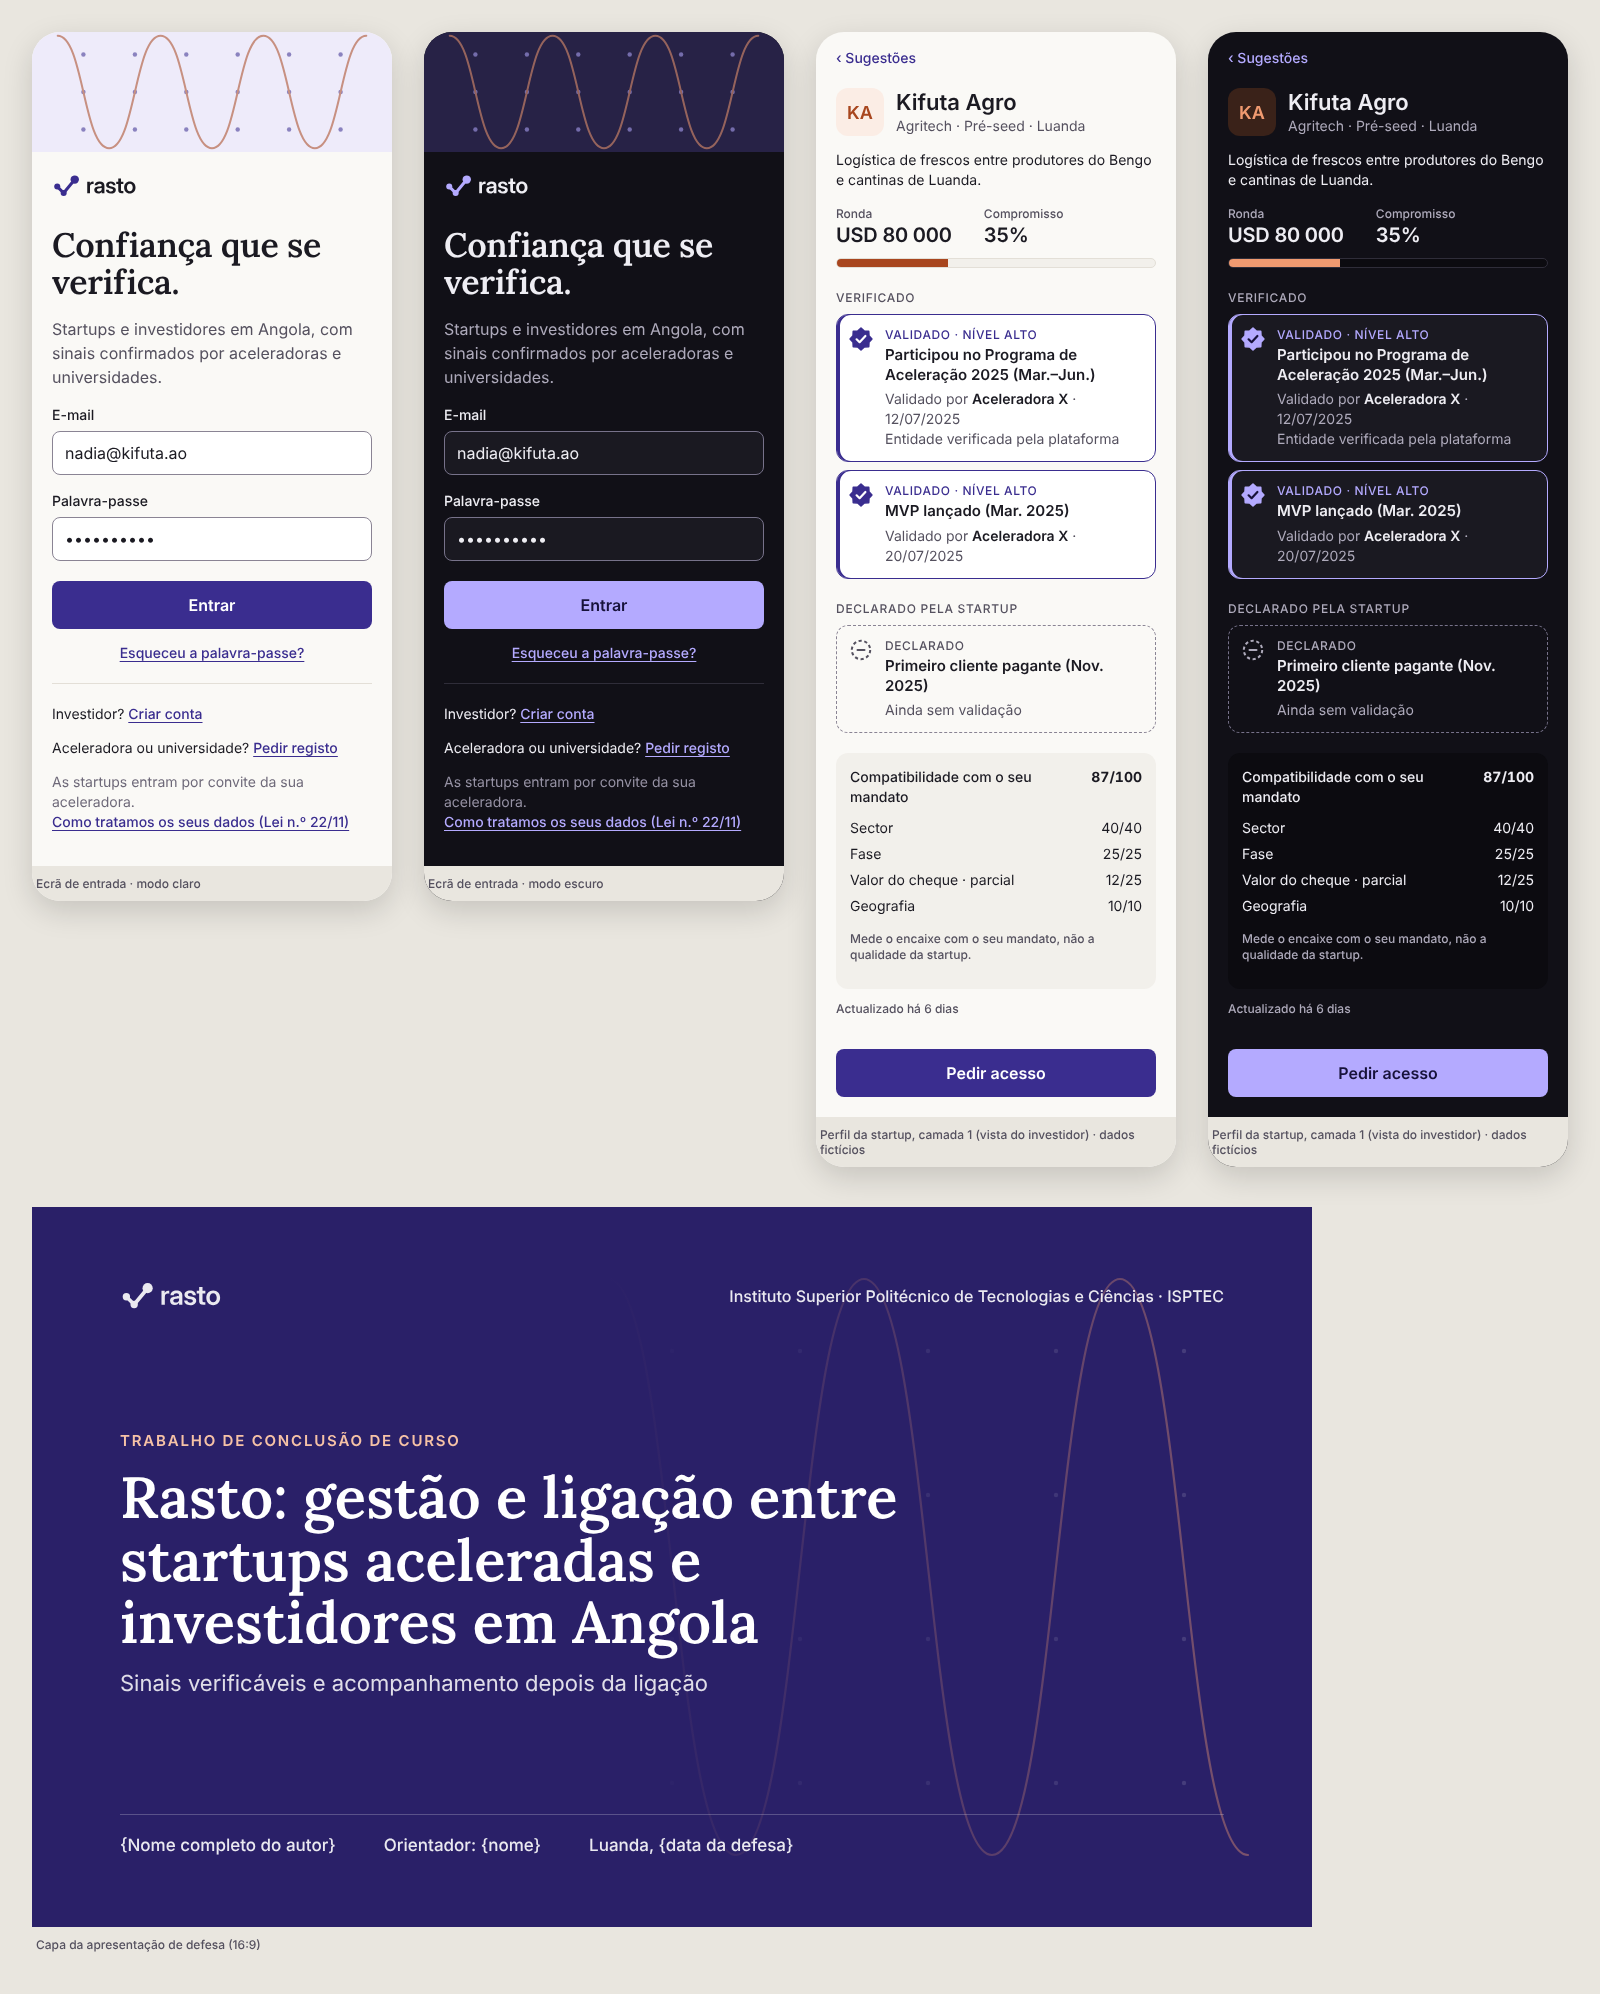 rasto
Confiança que se
verifica.
Startups e investidores em Angola, com
sinais confirmados por aceleradoras e
universidades.
E-mail
nadia@kifuta.ao
Palavra-passe
••••••••••
Entrar
Esqueceu a palavra-passe?
Investidor? Criar conta
Aceleradora ou universidade? Pedir registo
As startups entram por convite da sua
aceleradora.
Como tratamos os seus dados (Lei n.º 22/11)
Ecrã de entrada · modo claro
rasto
Confiança que se
verifica.
Startups e investidores em Angola, com
sinais confirmados por aceleradoras e
universidades.
E-mail
nadia@kifuta.ao
Palavra-passe
••••••••••
Entrar
Esqueceu a palavra-passe?
Investidor? Criar conta
Aceleradora ou universidade? Pedir registo
As startups entram por convite da sua
aceleradora.
Como tratamos os seus dados (Lei n.º 22/11)
Ecrã de entrada · modo escuro
‹ Sugestões
KA
Kifuta Agro
Agritech · Pré-seed · Luanda
Logística de frescos entre produtores do Bengo
e cantinas de Luanda.
Ronda Compromisso
USD 80 000 35%
VERIFICADO
VALIDADO · NÍVEL ALTO
Participou no Programa de
Aceleração 2025 (Mar.–Jun.)
Validado por Aceleradora X ·
12/07/2025
Entidade verificada pela plataforma
VALIDADO · NÍVEL ALTO
MVP lançado (Mar. 2025)
Validado por Aceleradora X ·
20/07/2025
DECLARADO PELA STARTUP
DECLARADO
Primeiro cliente pagante (Nov.
2025)
Ainda sem validação
Compatibilidade com o seu 87/100
mandato
Sector 40/40
Fase 25/25
Valor do cheque · parcial 12/25
Geografia 10/10
Mede o encaixe com o seu mandato, não a
qualidade da startup.
Actualizado há 6 dias
Pedir acesso
Perfil da startup, camada 1 (vista do investidor) · dados
fictícios
‹ Sugestões
KA
Kifuta Agro
Agritech · Pré-seed · Luanda
Logística de frescos entre produtores do Bengo
e cantinas de Luanda.
Ronda Compromisso
USD 80 000 35%
VERIFICADO
VALIDADO · NÍVEL ALTO
Participou no Programa de
Aceleração 2025 (Mar.–Jun.)
Validado por Aceleradora X ·
12/07/2025
Entidade verificada pela plataforma
VALIDADO · NÍVEL ALTO
MVP lançado (Mar. 2025)
Validado por Aceleradora X ·
20/07/2025
DECLARADO PELA STARTUP
DECLARADO
Primeiro cliente pagante (Nov.
2025)
Ainda sem validação
Compatibilidade com o seu 87/100
mandato
Sector 40/40
Fase 25/25
Valor do cheque · parcial 12/25
Geografia 10/10
Mede o encaixe com o seu mandato, não a
qualidade da startup.
Actualizado há 6 dias
Pedir acesso
Perfil da startup, camada 1 (vista do investidor) · dados
fictícios
rasto
Instituto Superior Politécnico de Tecnologias e Ciências · ISPTEC
TRABALHO DE CONCLUSÃO DE CURSO
Rasto: gestão e ligação entre
startups aceleradas e
investidores em Angola
Sinais verificáveis e acompanhamento depois da ligação
{Nome completo do autor} Orientador: {nome} Luanda, {data da defesa}
Capa da apresentação de defesa (16:9)